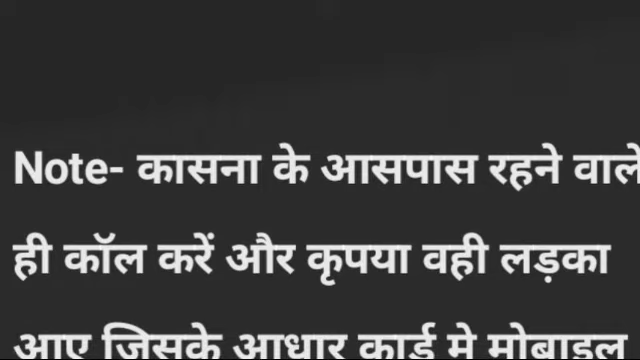 Note- कासना के आसपास रहने वाले
ही कॉल करें और कृपया वही लड़का
आए जिसके आधार कार्ड मे मोबाइल